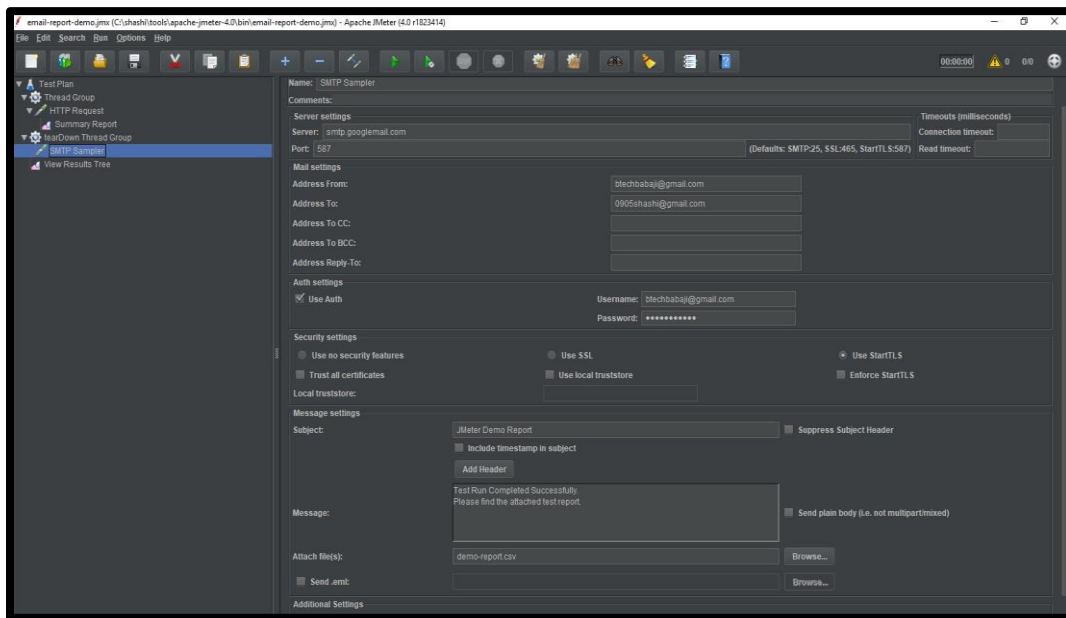 email-report-demo.jmx (C:\shashi\tools\apache-jmeter-4.0\bin\email-report-demo.jmx) - Apache JMeter (4.0 r1823414)
File Edit Search Run Options Help
00:00:00 0 0/0
Test Plan
Thread Group
HTTP Request
Summary Report
tearDown Thread Group
SMTP Sampler
View Results Tree
Name: SMTP Sampler
Comments:
Server settings Timeouts (milliseconds)
Server: smtp.googlemail.com Connection timeout:
Port: 587 (Defaults: SMTP:25, SSL:465, StartTLS:587) Read timeout:
Mail settings
Address From: btechbabaji@gmail.com
Address To: 0905shashi@gmail.com
Address To CC:
Address To BCC:
Address Reply-To:
Auth settings
Use Auth Username: btechbabaji@gmail.com
Password: •••••••••••
Security settings
Use no security features Use SSL Use StartTLS
Trust all certificates Use local truststore Enforce StartTLS
Local truststore:
Message settings
Subject: JMeter Demo Report Suppress Subject Header
Include timestamp in subject
Add Header
Test Run Completed Successfully.
Please find the attached test report.
Message: Send plain body (i.e. not multipart/mixed)
Attach file(s): demo-report.csv Browse...
Send .eml: Browse...
Additional Settings